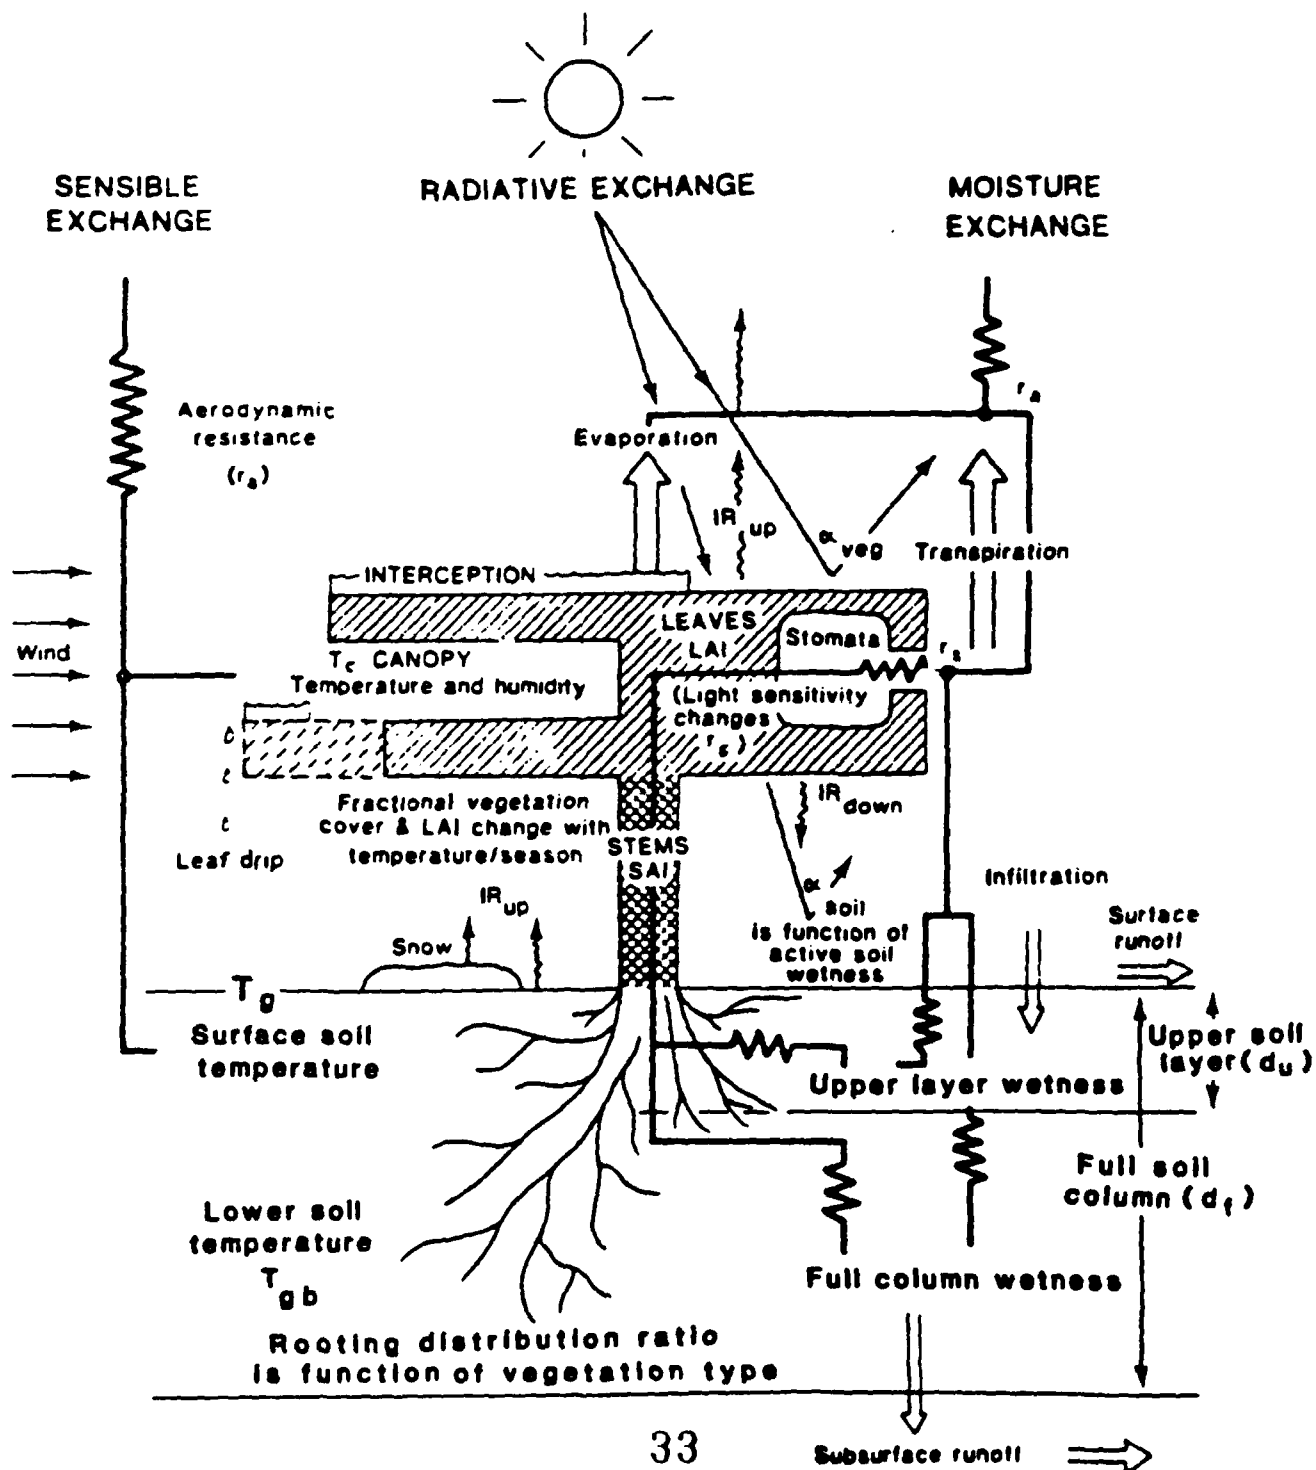 SENSIBLE
EXCHANGE
RADIATIVE EXCHANGE
MOISTURE
EXCHANGE
Aerodynamic
resistance
(r_a)
r_a
Evaporation
IR_up
α_veg
Transpiration
INTERCEPTION
LEAVES
LAI
Stomata
r_s
Wind
T_c CANOPY
Temperature and humidity
(Light sensitivity
changes
r_s)
Fractional vegetation
cover & LAI change with
temperature/season
STEMS
SAI
IR_down
Leaf drip
IR_up
Snow
α soil
is function of
active soil
wetness
Infiltration
Surface
runoff
T_g
Surface soil
temperature
Upper layer wetness
Upper soil
layer (d_u)
Full soil
column (d_f)
Lower soil
temperature
T_gb
Full column wetness
Rooting distribution ratio
is function of vegetation type
33
Subsurface runoff